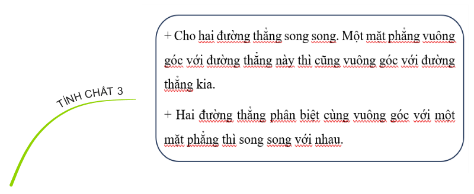 TÍNH CHẤT 3
+ Cho hai đường thẳng song song. Một mặt phẳng vuông
góc với đường thẳng này thì cũng vuông góc với đường
thẳng kia.
+ Hai đường thẳng phân biệt cùng vuông góc với một
mặt phẳng thì song song với nhau.